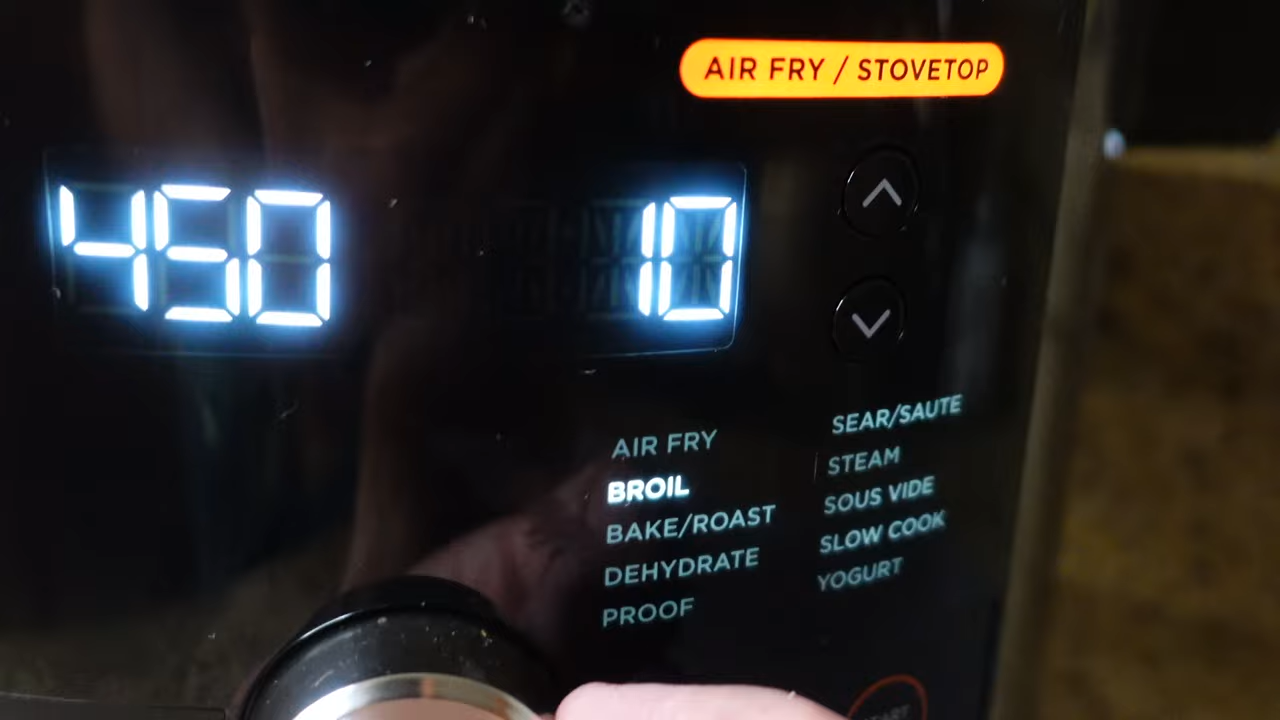 AIR FRY / STOVETOP
450 10
AIR FRY
BROIL
BAKE/ROAST
DEHYDRATE
PROOF
SEAR/SAUTE
STEAM
SOUS VIDE
SLOW COOK
YOGURT
START